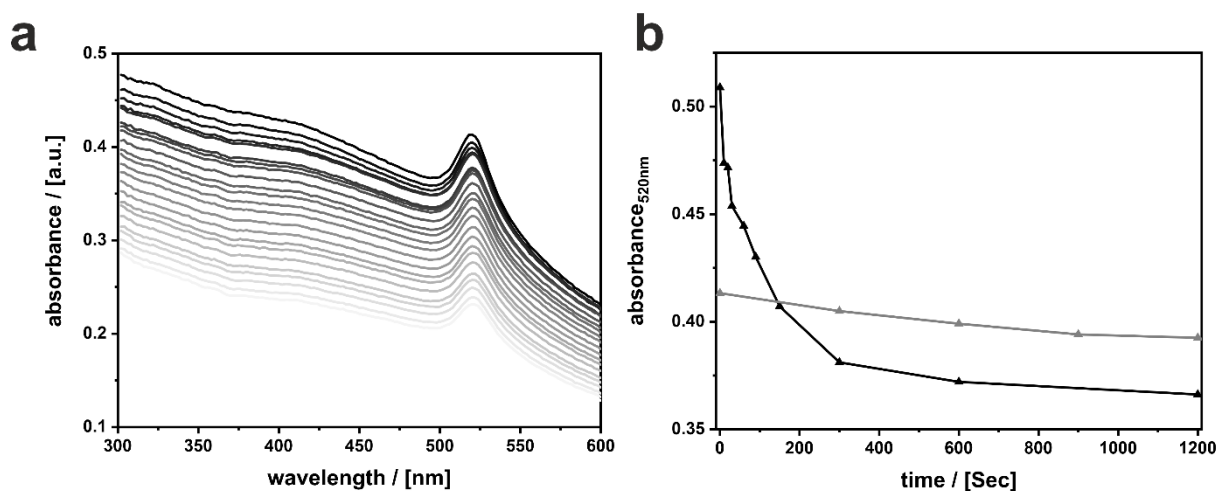 a
absorbance / [a.u.]
0.5
0.4
0.3
0.2
0.1
300 350 400 450 500 550 600
wavelength / [nm]
b
absorbance520nm
0.50
0.45
0.40
0.35
0 200 400 600 800 1000 1200
time / [Sec]